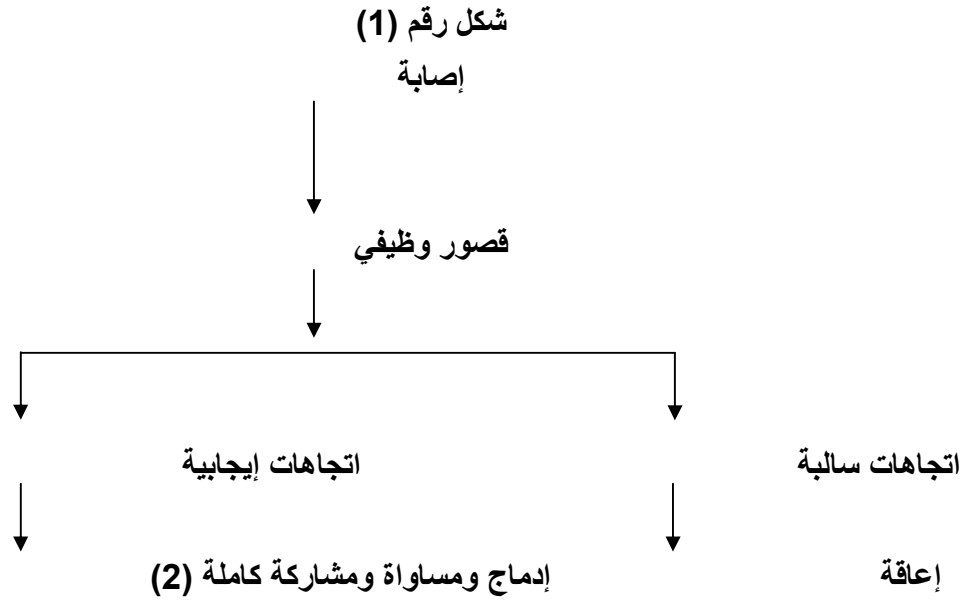 شكل رقم (1)
إصابة
قصور وظيفي
اتجاهات سالبة
اتجاهات إيجابية
إعاقة
إدماج ومساواة ومشاركة كاملة (2)